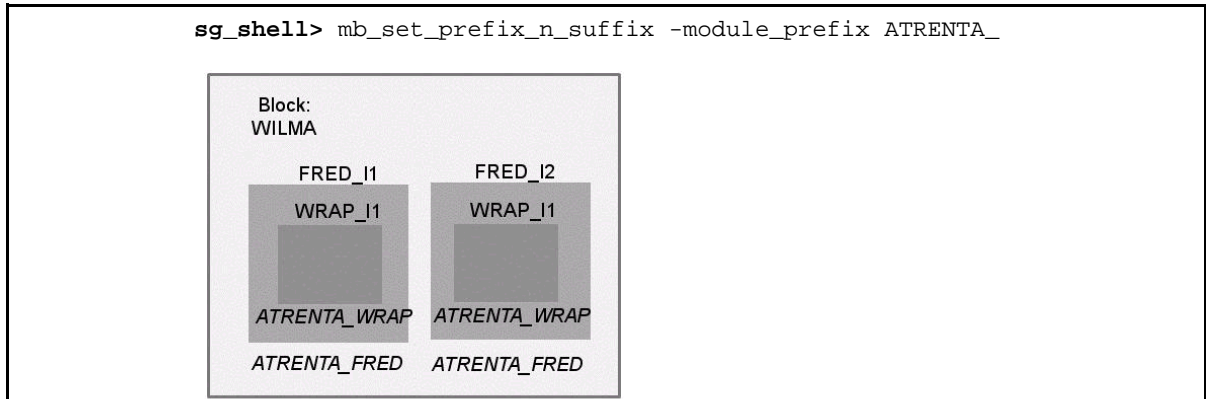 sg_shell> mb_set_prefix_n_suffix -module_prefix ATRENTA_
Block:
WILMA
FRED_I1 FRED_I2
WRAP_I1 WRAP_I1
ATRENTA_WRAP ATRENTA_WRAP
ATRENTA_FRED ATRENTA_FRED